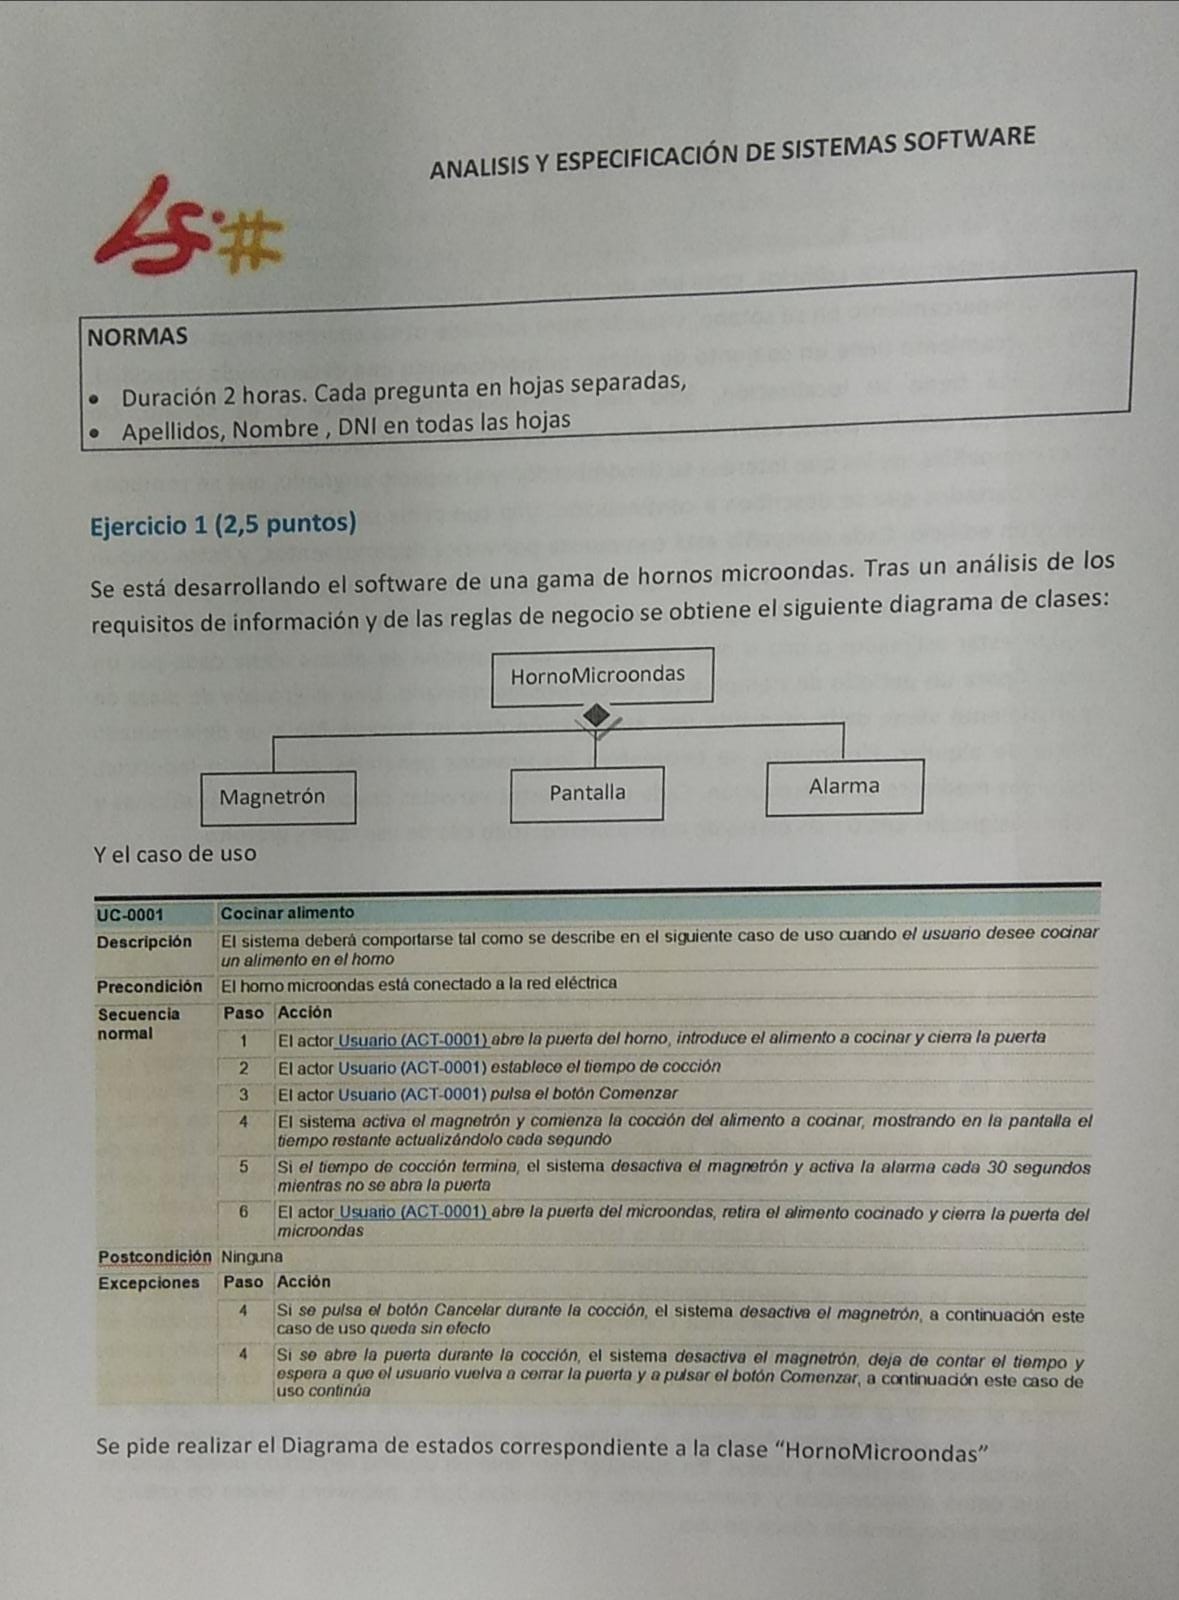 ANALISIS Y ESPECIFICACIÓN DE SISTEMAS SOFTWARE
LS:#
NORMAS
• Duración 2 horas. Cada pregunta en hojas separadas,
• Apellidos, Nombre , DNI en todas las hojas
Ejercicio 1 (2,5 puntos)
Se está desarrollando el software de una gama de hornos microondas. Tras un análisis de los
requisitos de información y de las reglas de negocio se obtiene el siguiente diagrama de clases:
HornoMicroondas
Magnetrón
Pantalla
Alarma
Y el caso de uso
UC-0001 Cocinar alimento
Descripción El sistema deberá comportarse tal como se describe en el siguiente caso de uso cuando el usuario desee cocinar
un alimento en el horno
Precondición El horno microondas está conectado a la red eléctrica
Secuencia Paso Acción
normal
1 El actor Usuario (ACT-0001) abre la puerta del horno, introduce el alimento a cocinar y cierra la puerta
2 El actor Usuario (ACT-0001) establece el tiempo de cocción
3 El actor Usuario (ACT-0001) pulsa el botón Comenzar
4 El sistema activa el magnetrón y comienza la cocción del alimento a cocinar, mostrando en la pantalla el
tiempo restante actualizándolo cada segundo
5 Si el tiempo de cocción termina, el sistema desactiva el magnetrón y activa la alarma cada 30 segundos
mientras no se abra la puerta
6 El actor Usuario (ACT-0001) abre la puerta del microondas, retira el alimento cocinado y cierra la puerta del
microondas
Postcondición Ninguna
Excepciones Paso Acción
4 Si se pulsa el botón Cancelar durante la cocción, el sistema desactiva el magnetrón, a continuación este
caso de uso queda sin efecto
4 Si se abre la puerta durante la cocción, el sistema desactiva el magnetrón, deja de contar el tiempo y
espera a que el usuario vuelva a cerrar la puerta y a pulsar el botón Comenzar, a continuación este caso de
uso continúa
Se pide realizar el Diagrama de estados correspondiente a la clase “HornoMicroondas”